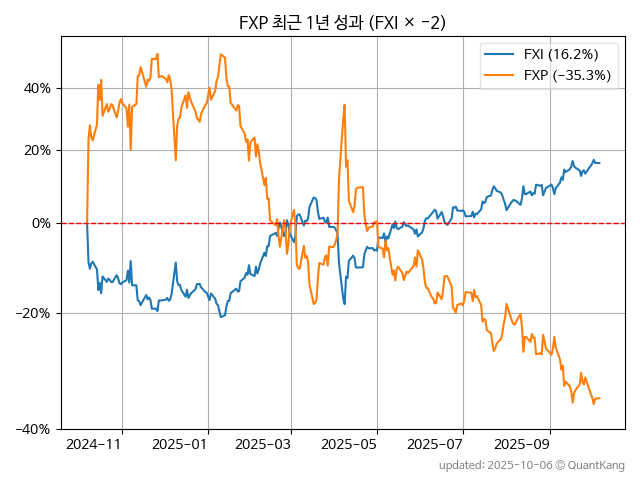 FXP 최근 1년 성과 (FXI × −2)
FXI (16.2%)
FXP (−35.3%)
40%
20%
0%
−20%
−40%
2024−11
2025−01
2025−03
2025−05
2025−07
2025−09
updated: 2025-10-06 © QuantKang